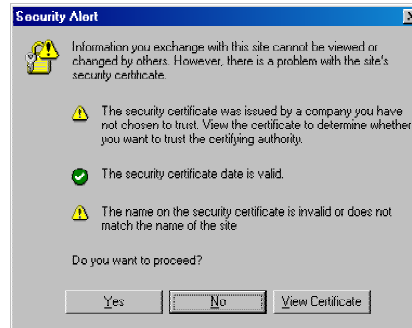 Security Alert
Information you exchange with this site cannot be viewed or
changed by others. However, there is a problem with the site's
security certificate.
The security certificate was issued by a company you have
not chosen to trust. View the certificate to determine whether
you want to trust the certifying authority.
The security certificate date is valid.
The name on the security certificate is invalid or does not
match the name of the site
Do you want to proceed?
Yes
No
View Certificate